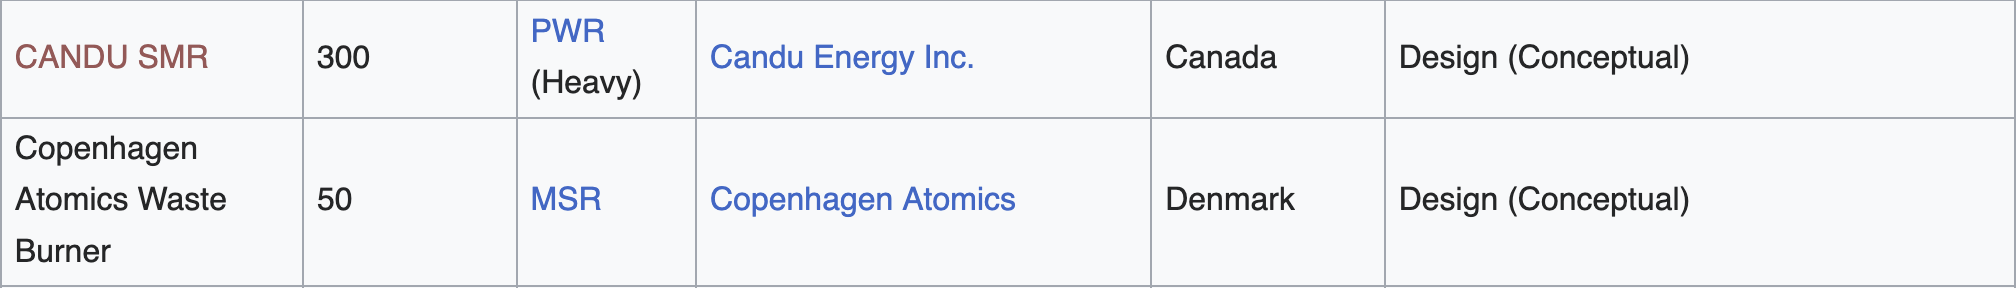 CANDU SMR
300
PWR
(Heavy)
Candu Energy Inc.
Canada
Design (Conceptual)
Copenhagen
Atomics Waste
Burner
50
MSR
Copenhagen Atomics
Denmark
Design (Conceptual)